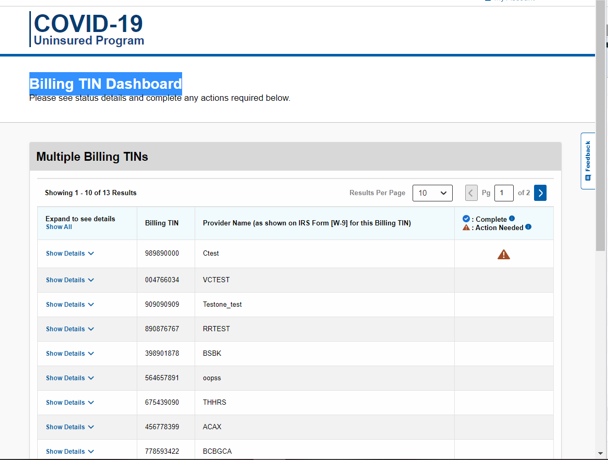 COVID-19
Uninsured Program
Billing TIN Dashboard
Please see status details and complete any actions required below.
Feedback
Multiple Billing TINs
Showing 1 - 10 of 13 Results
Results Per Page 10 Pg 1 of 2
Expand to see details
Show All
Billing TIN
Provider Name (as shown on IRS Form [W-9] for this Billing TIN)
: Complete
: Action Needed
Show Details 989890000 Ctest
Show Details 004766034 VCTEST
Show Details 909090909 Testone_test
Show Details 890876767 RRTEST
Show Details 398901878 BSBK
Show Details 564657891 oopss
Show Details 675439090 THHRS
Show Details 456778399 ACAX
Show Details 778593422 BCBGCA